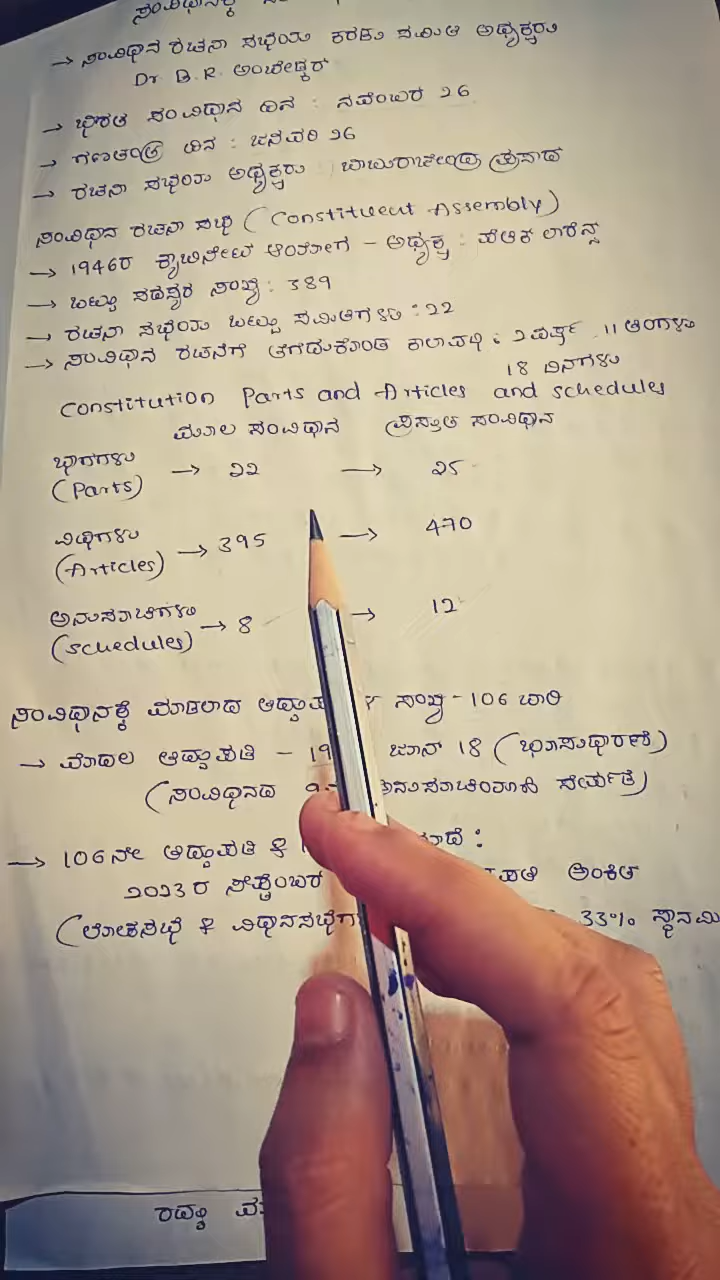 ಸಂವಿಧಾನಕ್ಕೆ
→ ಸಂವಿಧಾನ ರಚನಾ ಸಭೆಯ ಕರಡು ಸಮಿತಿ ಅಧ್ಯಕ್ಷರು
Dr B.R. ಅಂಬೇಡ್ಕರ್
→ ಭಾರತ ಸಂವಿಧಾನ ದಿನ : ನವೆಂಬರ 26
→ ಗಣತಂತ್ರ ದಿನ : ಜನವರಿ 26
→ ರಚನಾ ಸಭೆಯ ಅಧ್ಯಕ್ಷರು : ಬಾಬುರಾಜೇಂದ್ರ ಪ್ರಸಾದ
ಸಂವಿಧಾನ ರಚನಾ ಸಭೆ (Constituent Assembly)
→ 1946ರ ಕ್ಯಾಬಿನೇಟ ಆಯೋಗ - ಅಧ್ಯಕ್ಷ : ಪೆಥಿಕ ಲಾರೆನ್ಸ
→ ಒಟ್ಟು ಸದಸ್ಯರ ಸಂಖ್ಯೆ : 389
→ ರಚನಾ ಸಭೆಯ ಒಟ್ಟು ಸಮಿತಿಗಳು : 22
→ ಸಂವಿಧಾನ ರಚನೆಗೆ ತೆಗೆದುಕೊಂಡ ಕಾಲಾವಧಿ : 2 ವರ್ಷ 11 ತಿಂಗಳು
18 ದಿನಗಳು
Constitution Parts and Articles and schedules
ಮೂಲ ಸಂವಿಧಾನ ಪ್ರಸ್ತುತ ಸಂವಿಧಾನ
ಭಾಗಗಳು
(Parts) → 22 → 25
ವಿಧಿಗಳು
(Articles) → 395 → 470
ಅನುಸೂಚಿಗಳು
(schedules) → 8 → 12
ಸಂವಿಧಾನಕ್ಕೆ ಮಾಡಲಾದ ಸಂಖ್ಯೆ - 106 ಬಾರಿ
→ ಮೊದಲ ತಿದ್ದುಪಡಿ - 19 ಜೂನ್ 18 (ಭೂಸುಧಾರಣೆ)
(ಸಂವಿಧಾನದ ಅನುಸೂಚಿಯಾಗಿ ಸೇರ್ಪಡೆ)
→ 106ನೇ ತಿದ್ದುಪಡಿ &
2023ರ ಸೆಪ್ಟೆಂಬರ್ ಅಂಕಿತ
(ಲೋಕಸಭೆ & 33%